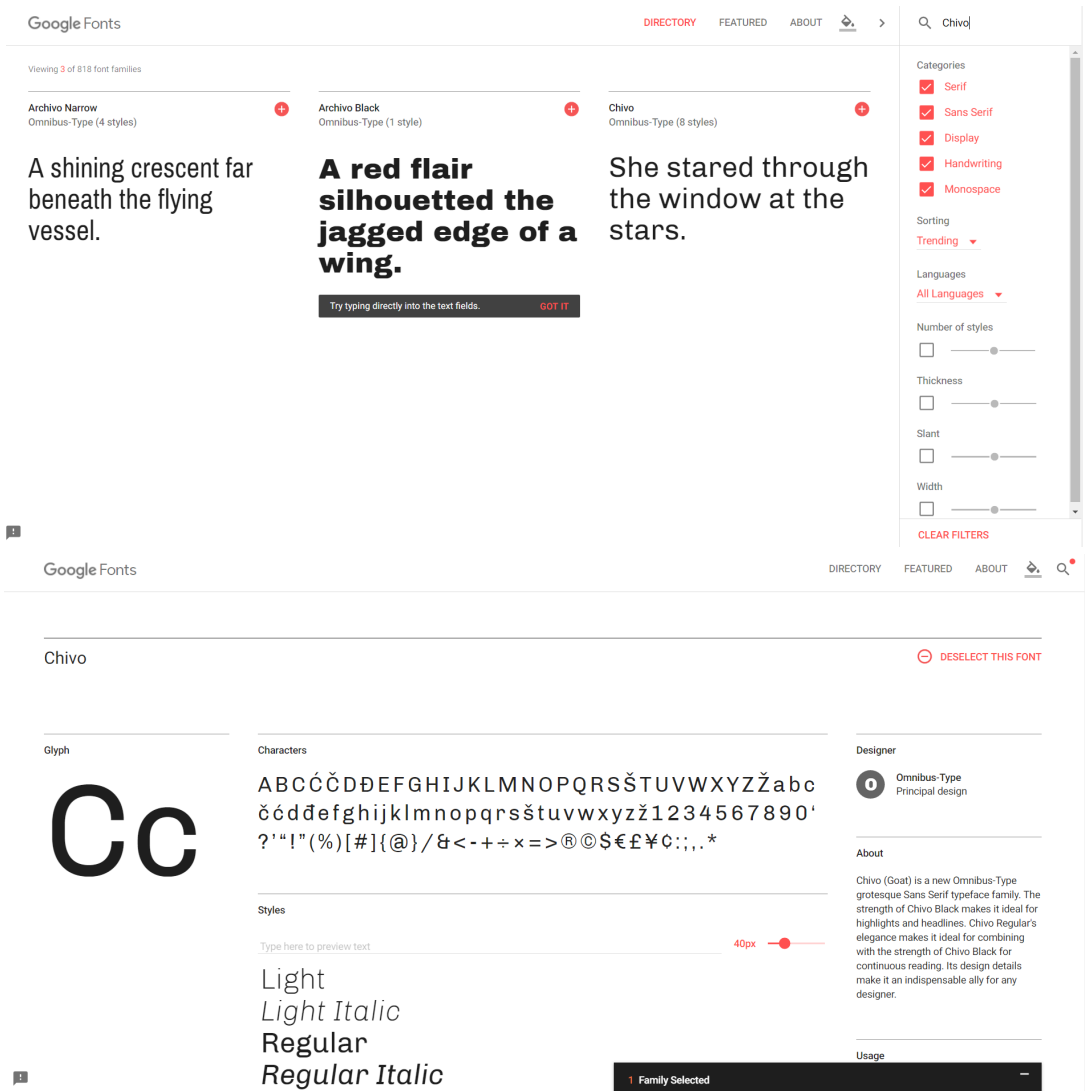 Google Fonts
DIRECTORY FEATURED ABOUT
Chivo
Viewing 3 of 818 font families
Archivo Narrow
Omnibus-Type (4 styles)
A shining crescent far
beneath the flying
vessel.
Archivo Black
Omnibus-Type (1 style)
A red flair
silhouetted the
jagged edge of a
wing.
Try typing directly into the text fields. GOT IT
Chivo
Omnibus-Type (8 styles)
She stared through
the window at the
stars.
Categories
Serif
Sans Serif
Display
Handwriting
Monospace
Sorting
Trending
Languages
All Languages
Number of styles
Thickness
Slant
Width
CLEAR FILTERS
Google Fonts
DIRECTORY FEATURED ABOUT
Chivo
DESELECT THIS FONT
Glyph
Cc
Characters
ABCĆČDĐEFGHIJKLMNOPQRSŠTUVWXYZŽabc
čćdđefghijklmnopqrsštuvwxyzž1234567890‘
?’“!”(%)[#]{@}/&<-+÷×=>®©$€£¥¢:;,.*
Styles
Type here to preview text
40px
Light
Light Italic
Regular
Regular Italic
Designer
O
Omnibus-Type
Principal design
About
Chivo (Goat) is a new Omnibus-Type
grotesque Sans Serif typeface family. The
strength of Chivo Black makes it ideal for
highlights and headlines. Chivo Regular's
elegance makes it ideal for combining
with the strength of Chivo Black for
continuous reading. Its design details
make it an indispensable ally for any
designer.
Usage
1 Family Selected